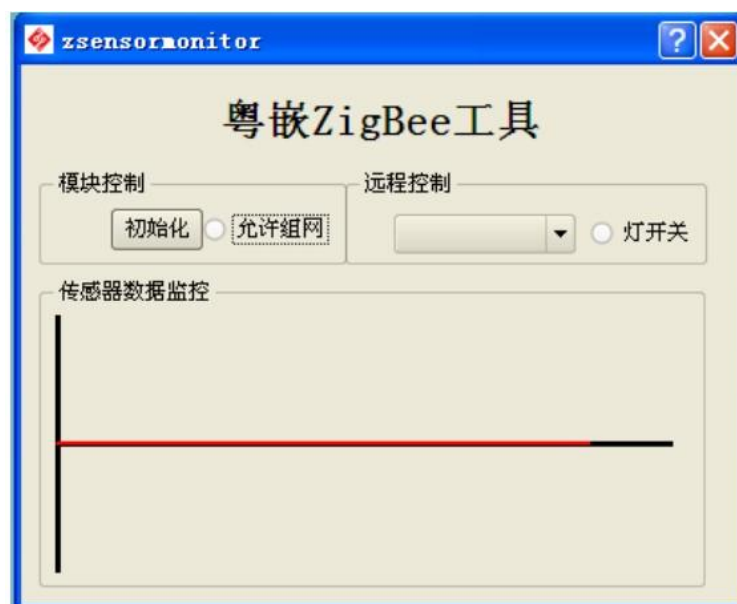 zsensormonitor
粤嵌ZigBee工具
模块控制
远程控制
初始化 允许组网
灯开关
传感器数据监控